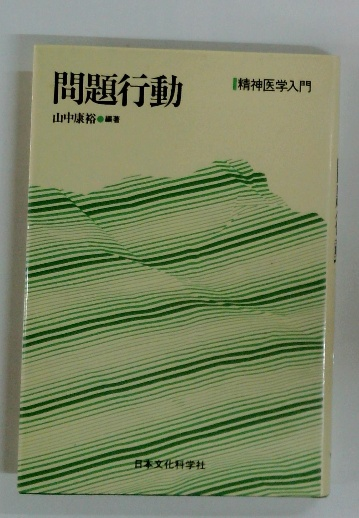 問題行動
精神医学入門
山中康裕●編著
日本文化科学社